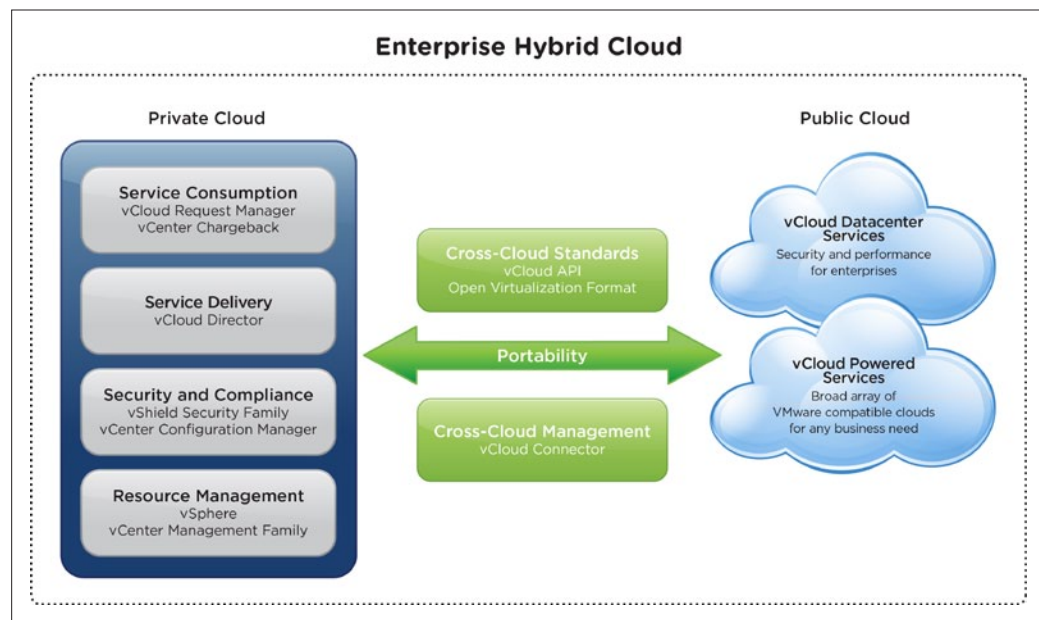 Enterprise Hybrid Cloud
Private Cloud
Service Consumption
vCloud Request Manager
vCenter Chargeback
Service Delivery
vCloud Director
Security and Compliance
vShield Security Family
vCenter Configuration Manager
Resource Management
vSphere
vCenter Management Family
Cross-Cloud Standards
vCloud API
Open Virtualization Format
Portability
Cross-Cloud Management
vCloud Connector
Public Cloud
vCloud Datacenter
Services
Security and performance
for enterprises
vCloud Powered
Services
Broad array of
VMware compatible clouds
for any business need